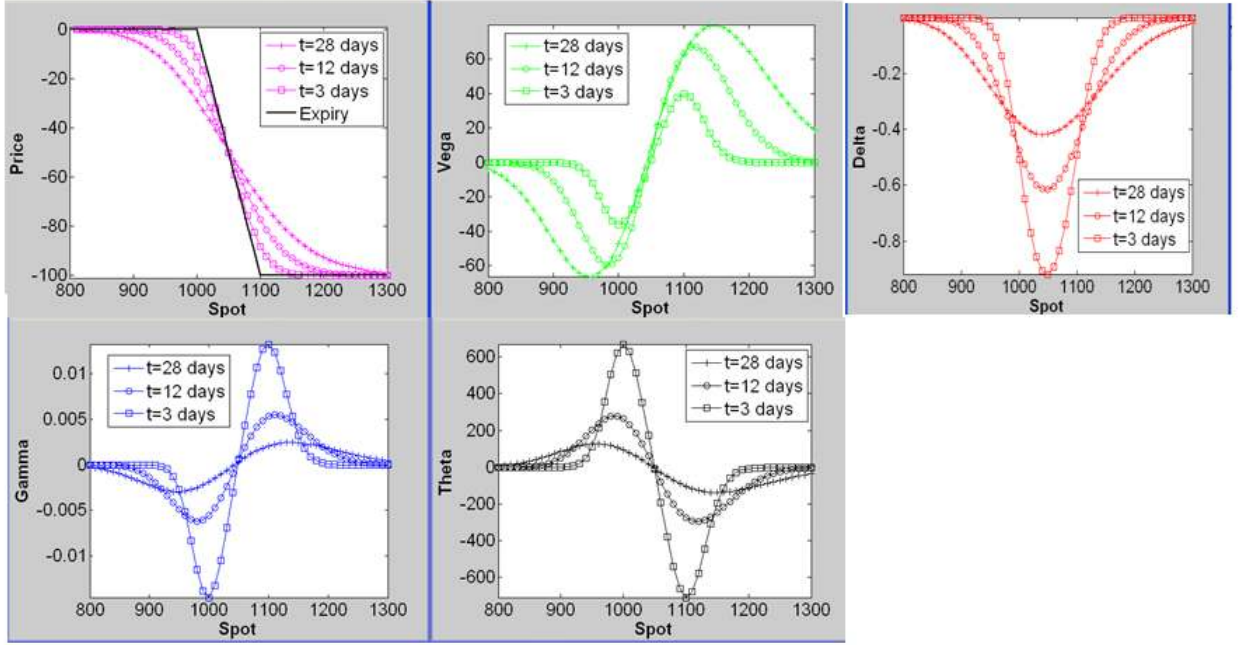 0
-20
-40
-60
-80
-100
Price
800 900 1000 1100 1200 1300
Spot
t=28 days
t=12 days
t=3 days
Expiry
60
40
20
0
-20
-40
-60
Vega
800 900 1000 1100 1200 1300
Spot
t=28 days
t=12 days
t=3 days
-0.2
-0.4
-0.6
-0.8
Delta
800 900 1000 1100 1200 1300
Spot
t=28 days
t=12 days
t=3 days
0.01
0.005
0
-0.005
-0.01
Gamma
800 900 1000 1100 1200 1300
Spot
t=28 days
t=12 days
t=3 days
600
400
200
0
-200
-400
-600
Theta
800 900 1000 1100 1200 1300
Spot
t=28 days
t=12 days
t=3 days